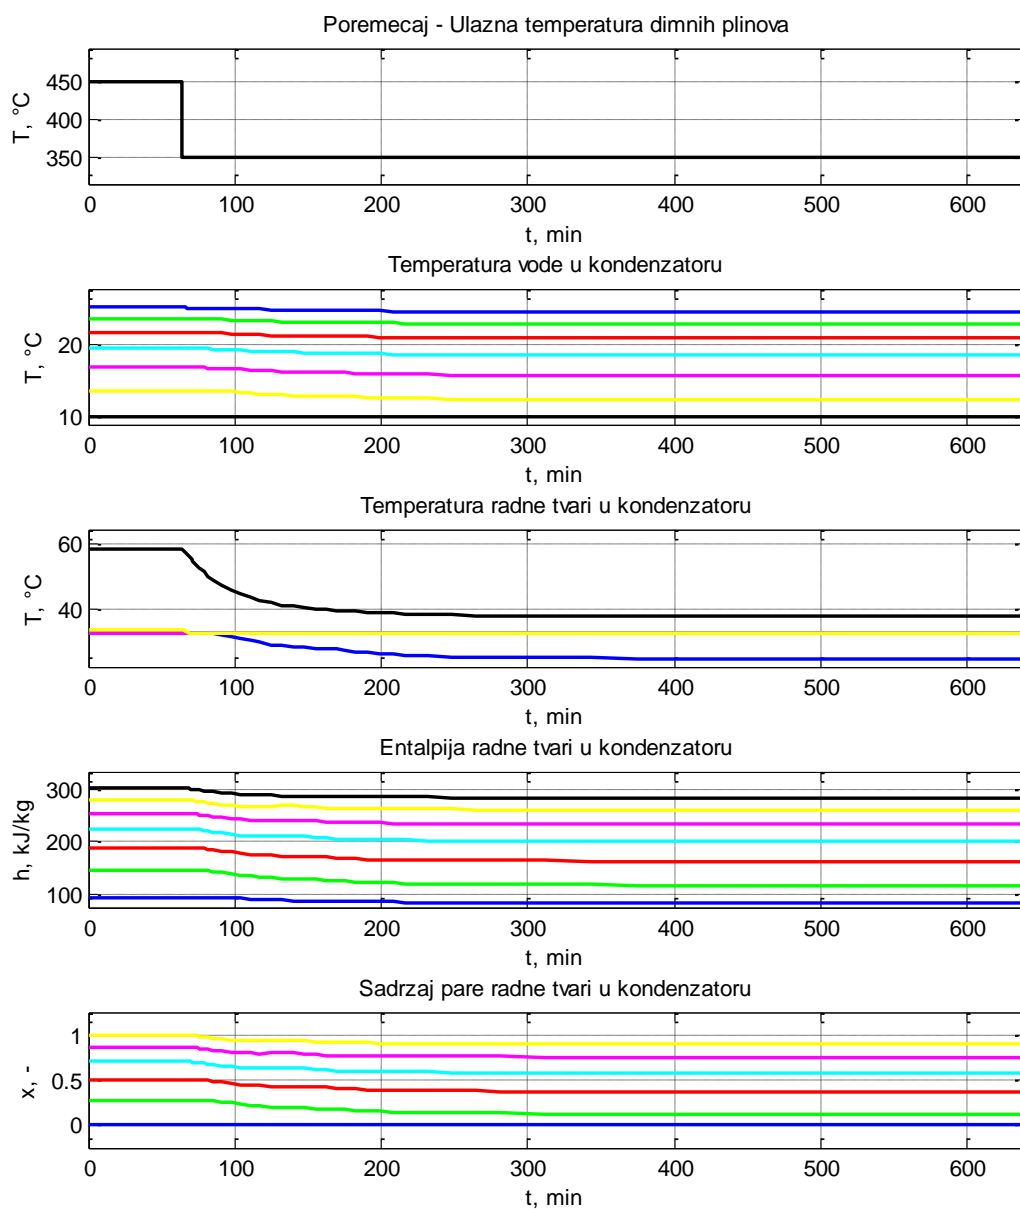 Poremecaj - Ulazna temperatura dimnih plinova
T, °C
450
400
350
0 100 200 300 400 500 600
t, min
Temperatura vode u kondenzatoru
T, °C
20
10
0 100 200 300 400 500 600
t, min
Temperatura radne tvari u kondenzatoru
T, °C
60
40
0 100 200 300 400 500 600
t, min
Entalpija radne tvari u kondenzatoru
h, kJ/kg
300
200
100
0 100 200 300 400 500 600
t, min
Sadrzaj pare radne tvari u kondenzatoru
x, -
1
0.5
0
0 100 200 300 400 500 600
t, min